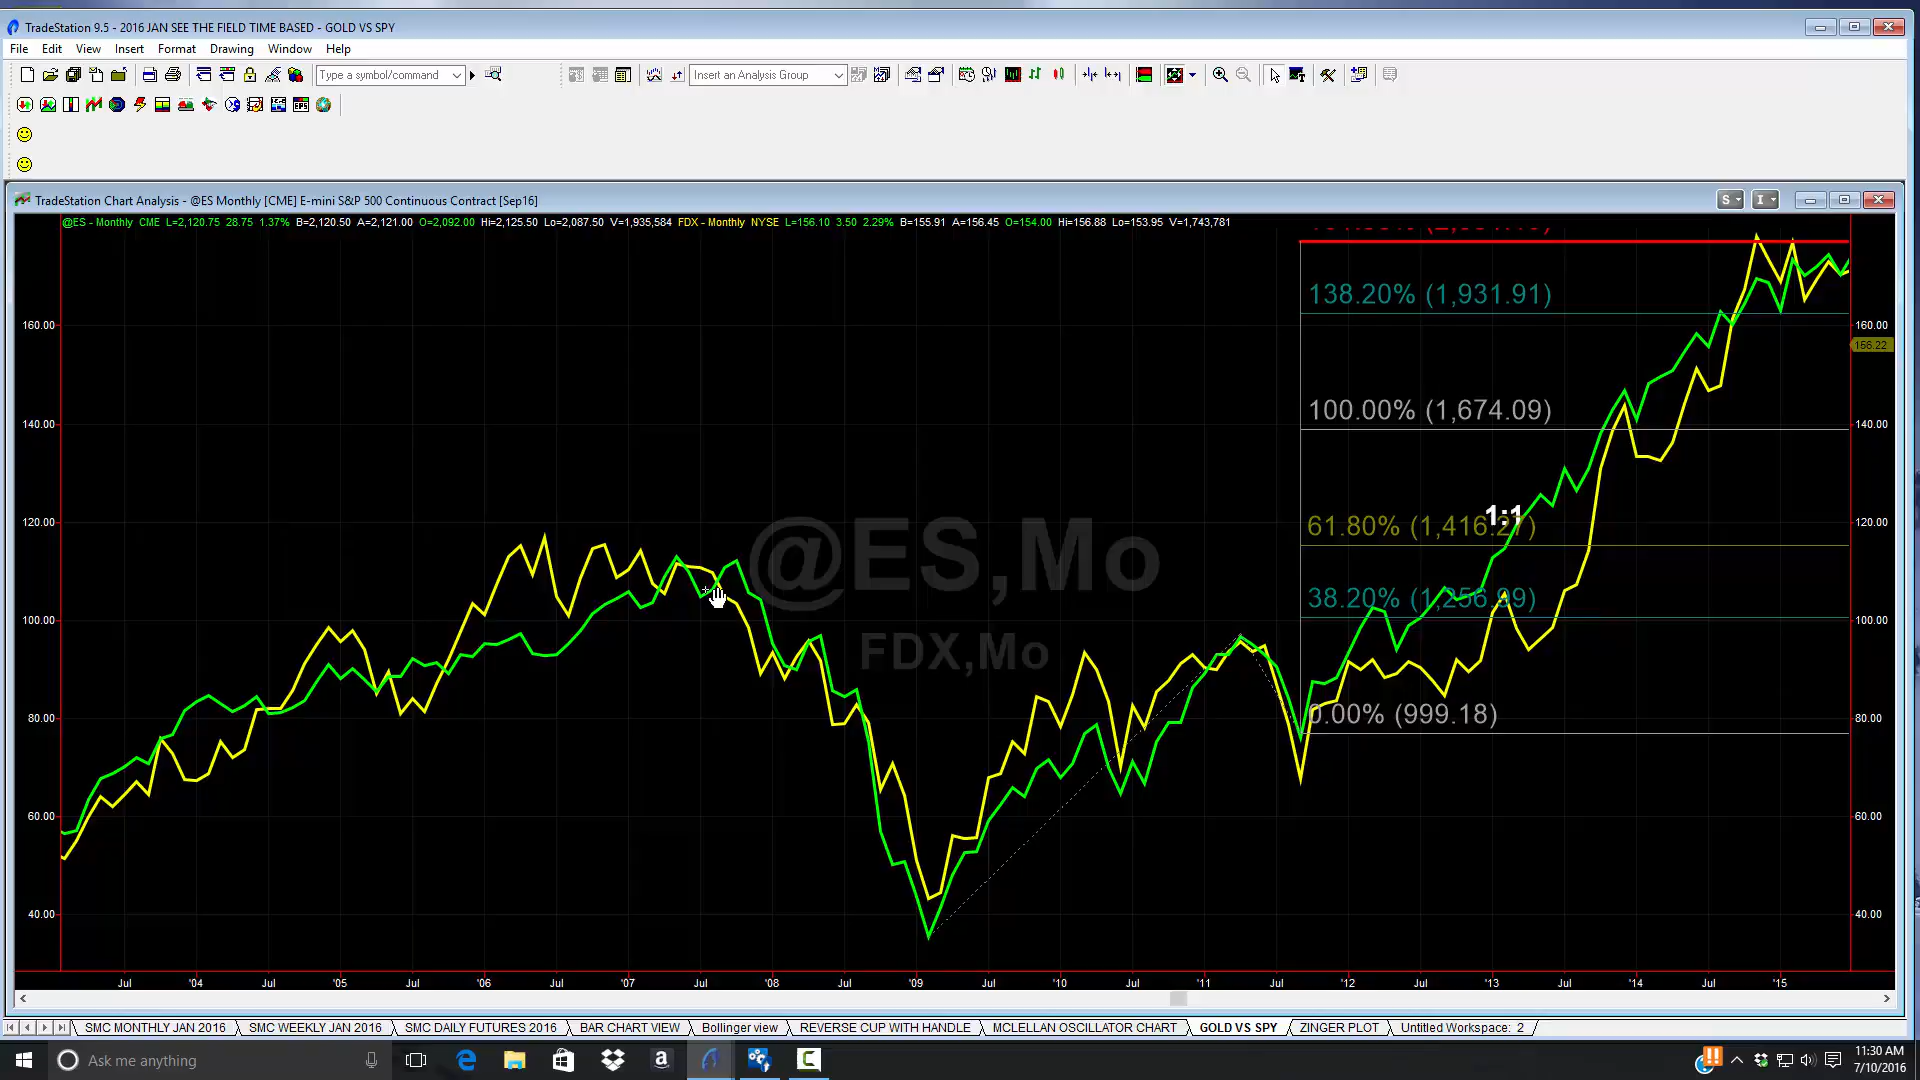 TradeStation 9.5 - 2016 JAN SEE THE FIELD TIME BASED - GOLD VS SPY
File Edit View Insert Format Drawing Window Help
Type a symbol/command
Insert an Analysis Group
TradeStation Chart Analysis - @ES Monthly [CME] E-mini S&P 500 Continuous Contract [Sep16]
S I
@ES - Monthly CME L=2,120.75 28.75 1.37% B=2,120.50 A=2,121.00 O=2,092.00 Hi=2,125.50 Lo=2,087.50 V=1,935,584 FDX - Monthly NYSE L=156.10 3.50 2.29% B=155.91 A=156.45 O=154.00 Hi=156.88 Lo=153.95 V=1,743,781
138.20% (1,931.91)
160.00 160.00
156.22
100.00% (1,674.09)
140.00 140.00
1:1
120.00 61.80% (1,416.27) 120.00
@ES,Mo
38.20% (1,256.99)
100.00 100.00
FDX,Mo
80.00 0.00% (999.18) 80.00
60.00 60.00
40.00 40.00
Jul '04 Jul '05 Jul '06 Jul '07 Jul '08 Jul '09 Jul '10 Jul '11 Jul '12 Jul '13 Jul '14 Jul '15
SMC MONTHLY JAN 2016 SMC WEEKLY JAN 2016 SMC DAILY FUTURES 2016 BAR CHART VIEW Bollinger view REVERSE CUP WITH HANDLE MCLELLAN OSCILLATOR CHART GOLD VS SPY ZINGER PLOT Untitled Workspace: 2
Ask me anything
11:30 AM
7/10/2016